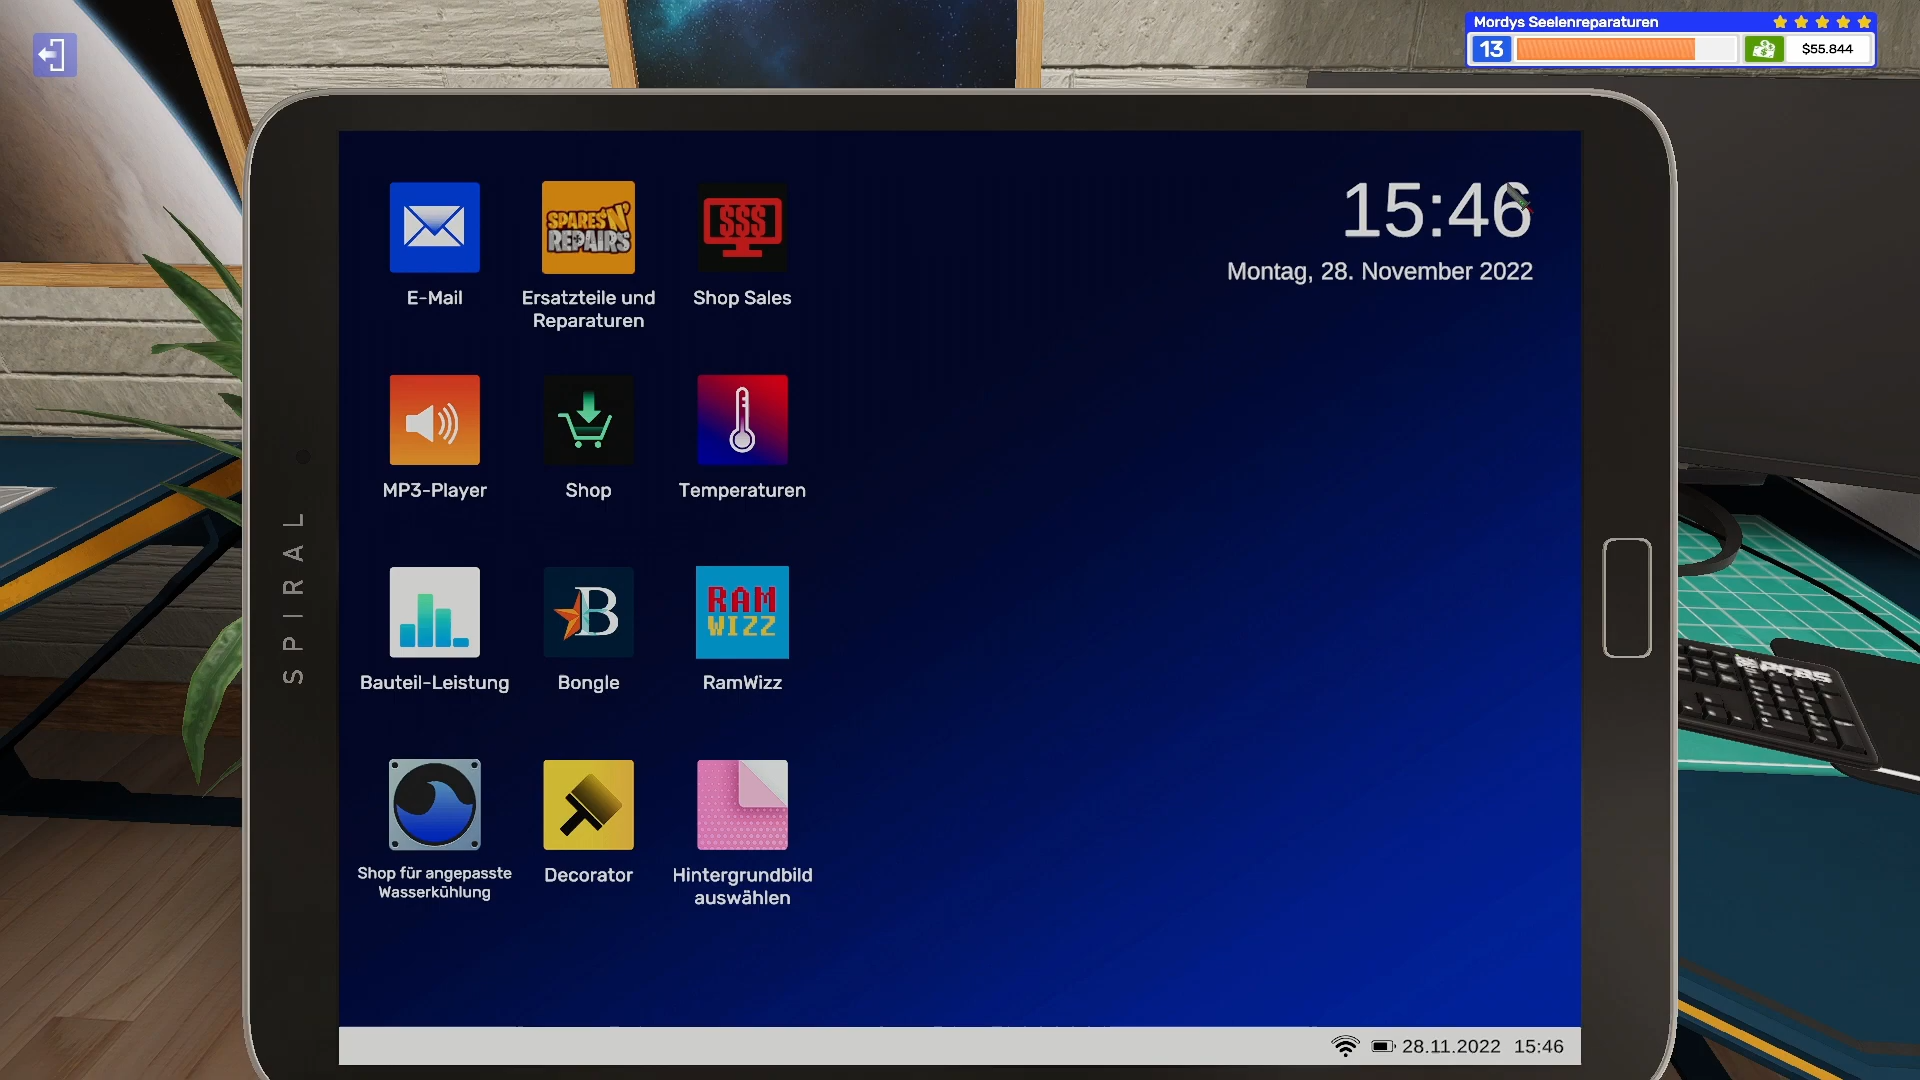 Mordys Seelenreparaturen
13
$55.844
15:46
Montag, 28. November 2022
SPARES N' REPAIRS
$$$
E-Mail
Ersatzteile und
Reparaturen
Shop Sales
MP3-Player
Shop
Temperaturen
B
RAM
WIZZ
Bauteil-Leistung
Bongle
RamWizz
Shop für angepasste
Wasserkühlung
Decorator
Hintergrundbild
auswählen
SPIRAL
PCBS
28.11.2022 15:46